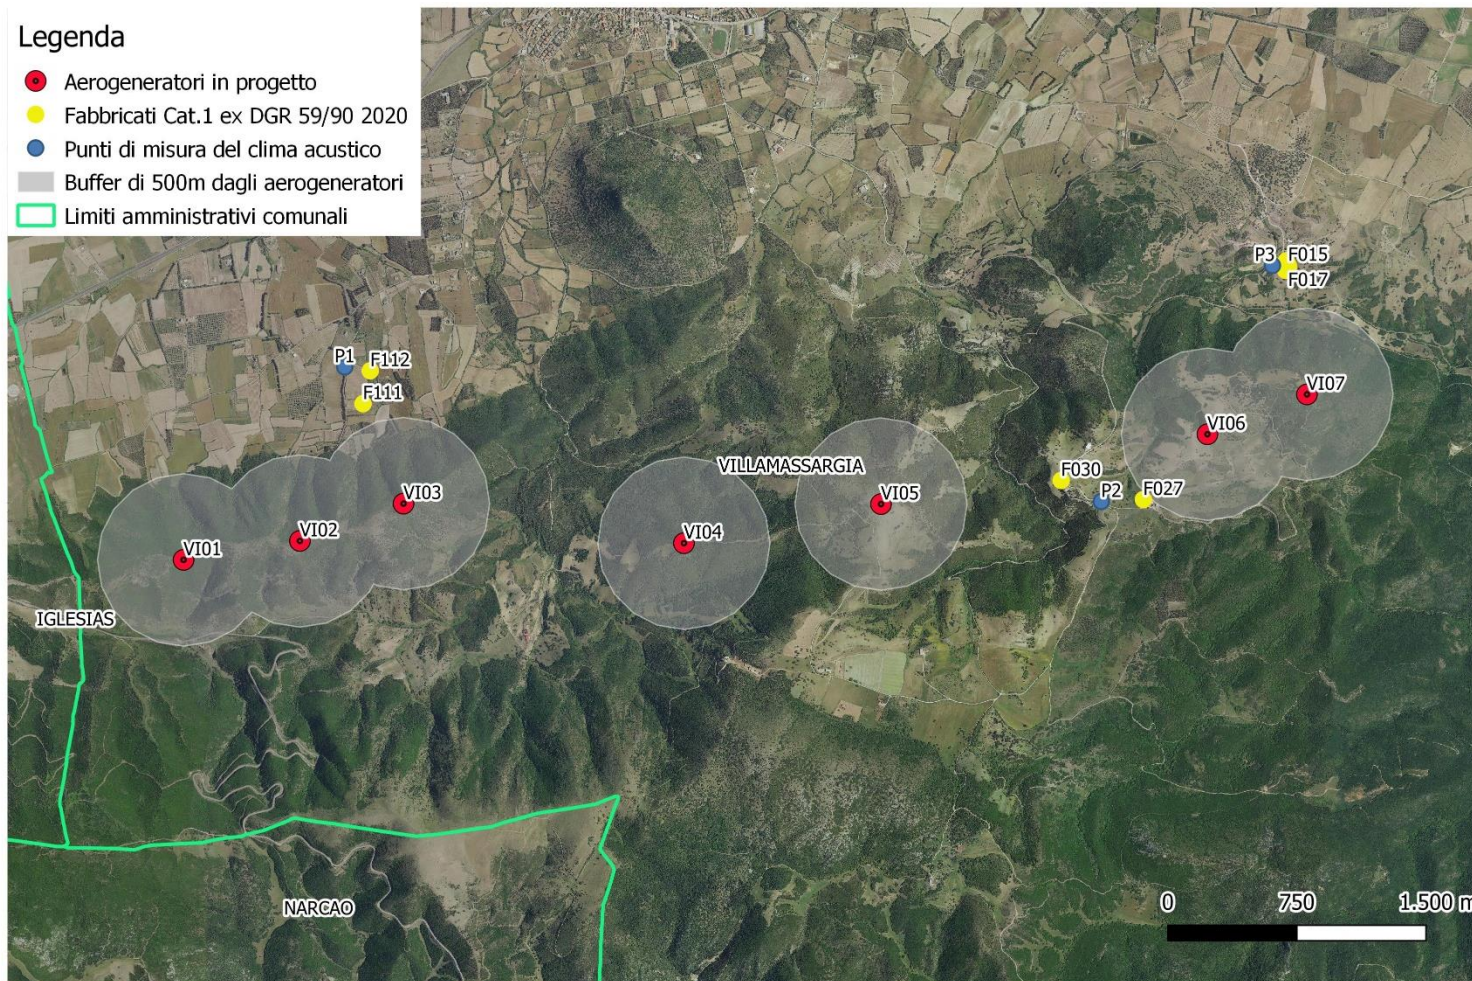 Legenda
Aerogeneratori in progetto
Fabbricati Cat.1 ex DGR 59/90 2020
Punti di misura del clima acustico
Buffer di 500m dagli aerogeneratori
Limiti amministrativi comunali
P3 F015
F017
P1 F112
F111
VI07
VI06
VILLAMASSARGIA
F030
P2 F027
VI03
VI05
VI02
VI04
VI01
IGLESIAS
NARCAO
0 750 1.500 m